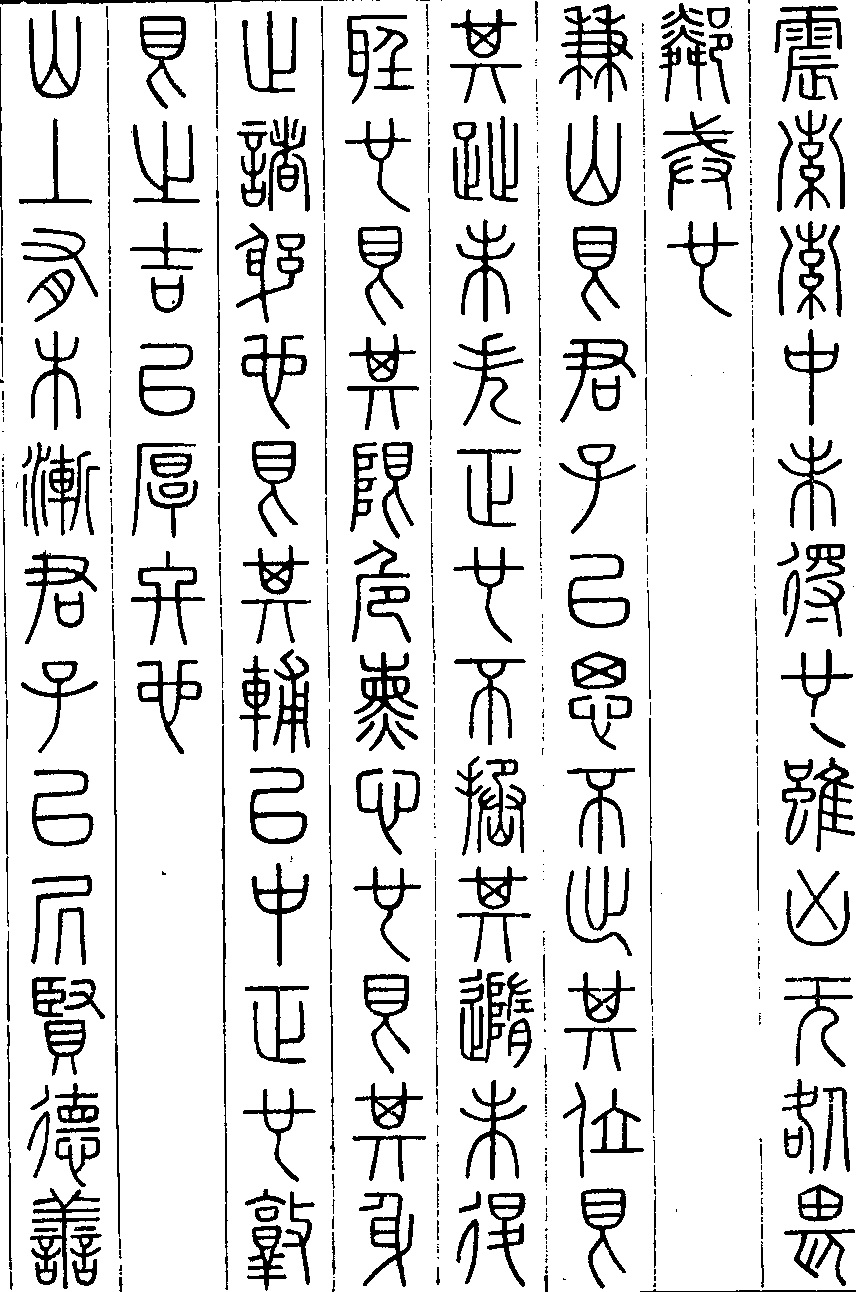 震索索中未得也雖凶无咎畏
鄰戒也
兼山艮君子以思不出其位艮
其趾未失正也不拯其隨未退
聽也艮其限危薰心也艮其身
止諸躬也艮其輔以中正也敦
艮之吉以厚終也
山上有木漸君子以居賢德善